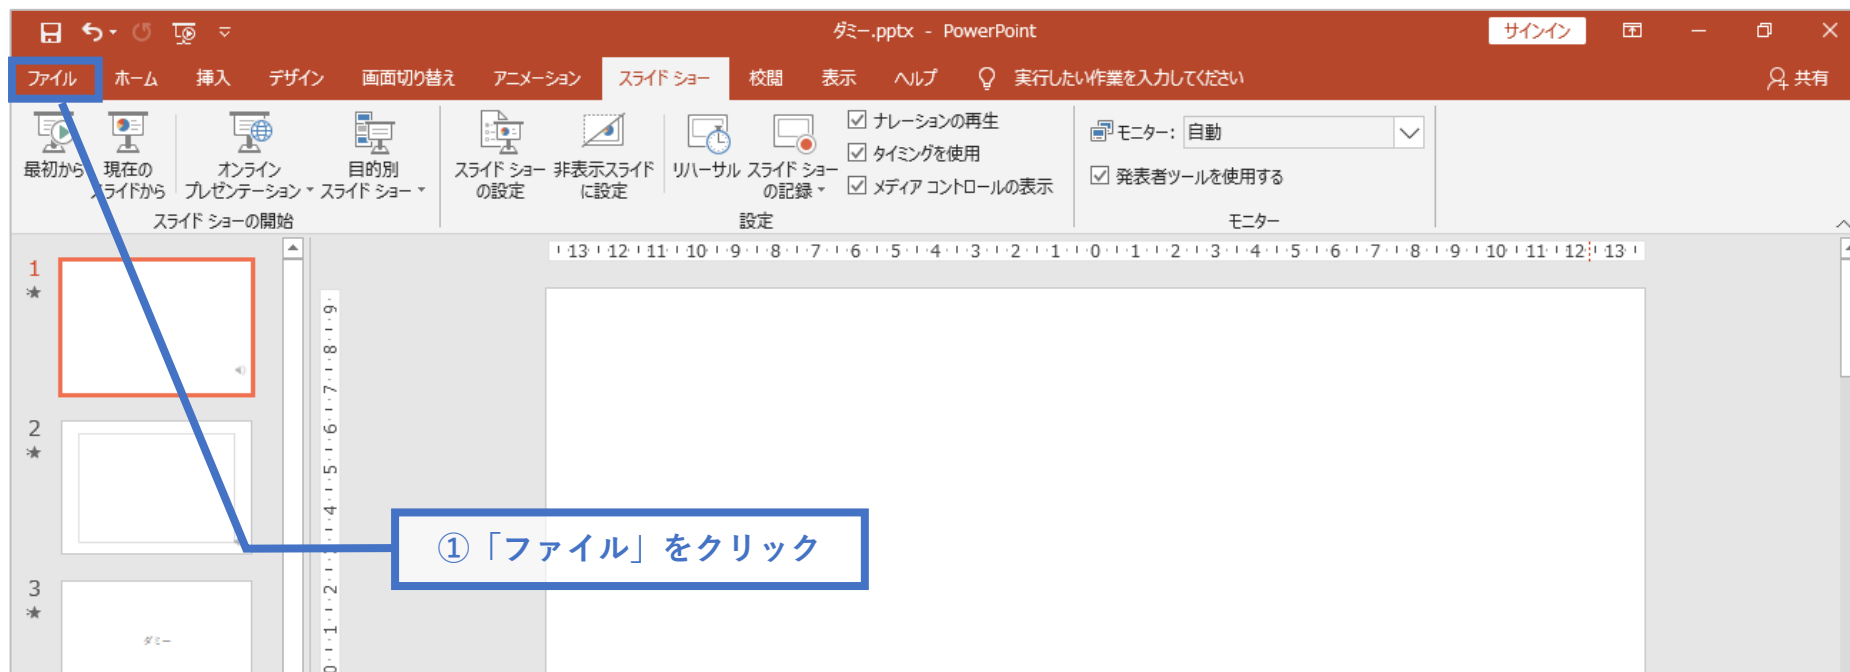 ダミー.pptx - PowerPoint
サインイン
ファイル ホーム 挿入 デザイン 画面切り替え アニメーション スライド ショー 校閲 表示 ヘルプ 実行したい作業を入力してください 共有
最初から
現在の
スライドから
オンライン
プレゼンテーション
目的別
スライド ショー
スライド ショーの開始
スライド ショー
の設定
非表示スライド
に設定
リハーサル
スライド ショー
の記録
ナレーションの再生
タイミングを使用
メディア コントロールの表示
設定
モニター: 自動
発表者ツールを使用する
モニター
13 12 11 10 9 8 7 6 5 4 3 2 1 0 1 2 3 4 5 6 7 8 9 10 11 12 13
1
2
3
ダミー
9 8 7 6 5 4 2 1 0
①「ファイル」をクリック